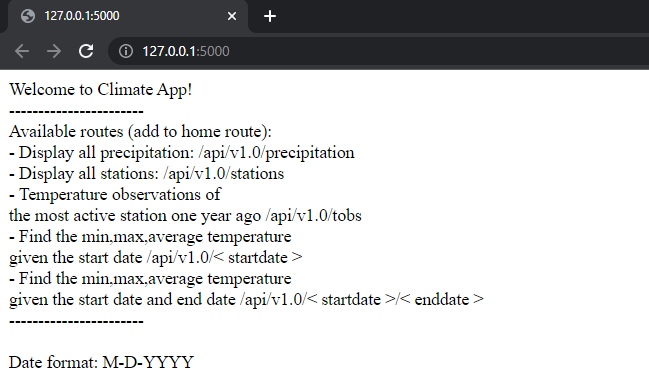 127.0.0.1:5000
127.0.0.1:5000
Welcome to Climate App!
-----------------------
Available routes (add to home route):
- Display all precipitation: /api/v1.0/precipitation
- Display all stations: /api/v1.0/stations
- Temperature observations of
the most active station one year ago /api/v1.0/tobs
- Find the min,max,average temperature
given the start date /api/v1.0/< startdate >
- Find the min,max,average temperature
given the start date and end date /api/v1.0/< startdate >/< enddate >
-----------------------
Date format: M-D-YYYY